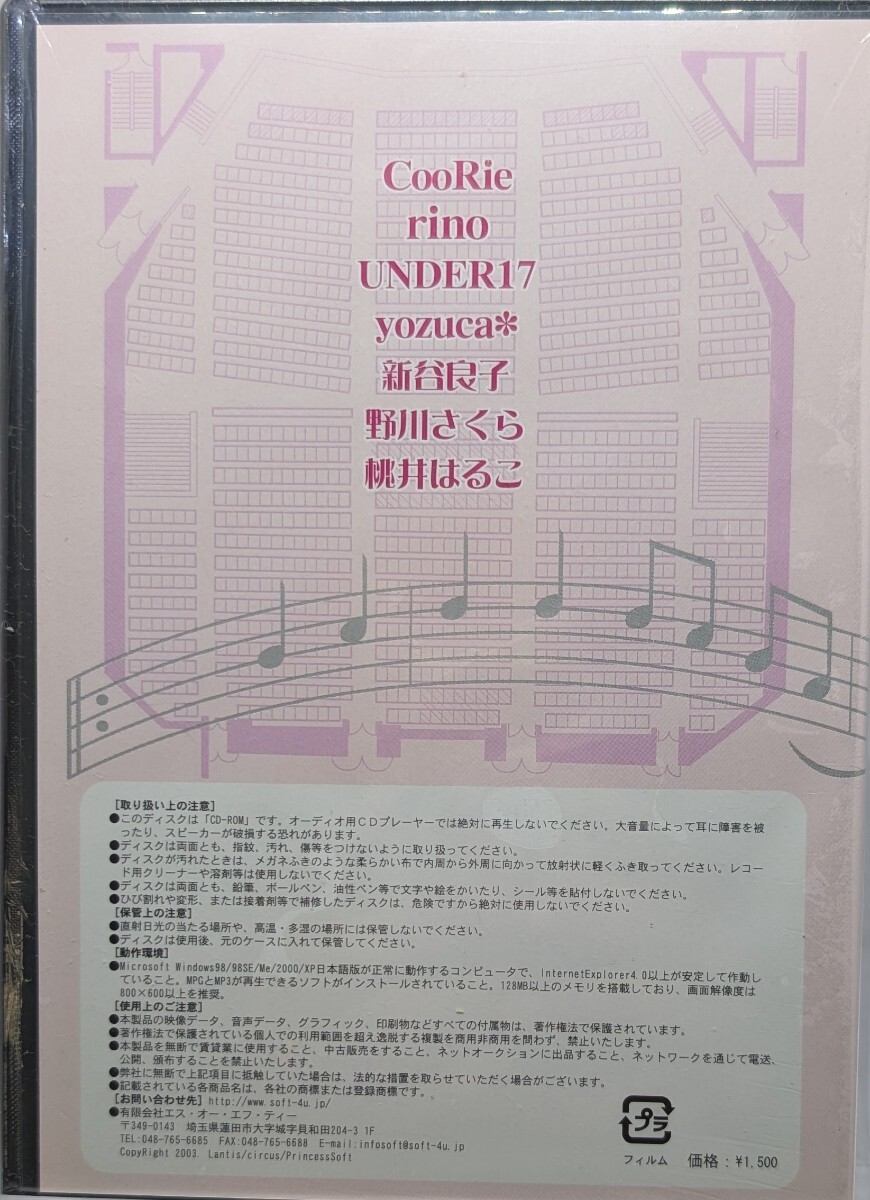 CooRie
rino
UNDER17
yozuca*
新谷良子
野川さくら
桃井はるこ
[取り扱い上の注意]
●このディスクは「CD-ROM」です。オーディオ用CDプレーヤーでは絶対に再生しないでください。大音量によって耳に障害を被
ったり、スピーカーが破損する恐れがあります。
●ディスクは両面とも、指紋、汚れ、傷等をつけないように取り扱ってください。
●ディスクが汚れたときは、メガネふきのような柔らかい布で内周から外周に向かって放射状に軽くふき取ってください。レコー
ド用クリーナーや溶剤等は使用しないでください。
●ディスクは両面とも、鉛筆、ボールペン、油性ペン等で文字や絵をかいたり、シール等を貼付しないでください。
●ひび割れや変形、または接着剤等で補修したディスクは、危険ですから絶対に使用しないでください。
[保管上の注意]
●直射日光の当たる場所や、高温・多湿の場所には保管しないでください。
●ディスクは使用後、元のケースに入れて保管してください。
[動作環境]
●Microsoft Windows98/98SE/Me/2000/XP日本語版が正常に動作するコンピュータで、InternetExplorer4.0以上が安定して作動し
ていること。MPCとMP3が再生できるソフトがインストールされていること。128MB以上のメモリを搭載しており、画面解像度は
800×600以上を推奨。
[使用上のご注意]
●本製品の映像データ、音声データ、グラフィック、印刷物などすべての付属物は、著作権法で保護されています。
●著作権法で保護されている個人での利用範囲を超え逸脱する複製を商用非商用を問わず、禁止いたします。
●本製品を無断で賃貸業に使用すること、中古販売をすること、ネットオークションに出品すること、ネットワークを通じて電送、
公開、頒布することを禁止いたします。
●弊社に無断で上記項目に抵触していた場合は、法的な措置を取らせていただく場合がございます。
●記載されている各商品名は、各社の商標または登録商標です。
[お問い合わせ先] http://www.soft-4u.jp/
●有限会社エス・オー・エフ・ティー
〒349-0143 埼玉県蓮田市大字城字貝和田204-3 1F
TEL:048-765-6685 FAX:048-765-6688 E-mail:infosoft@soft-4u.jp
CopyRight 2003. Lantis/circus/PrincessSoft
プラ
フィルム 価格：¥1,500